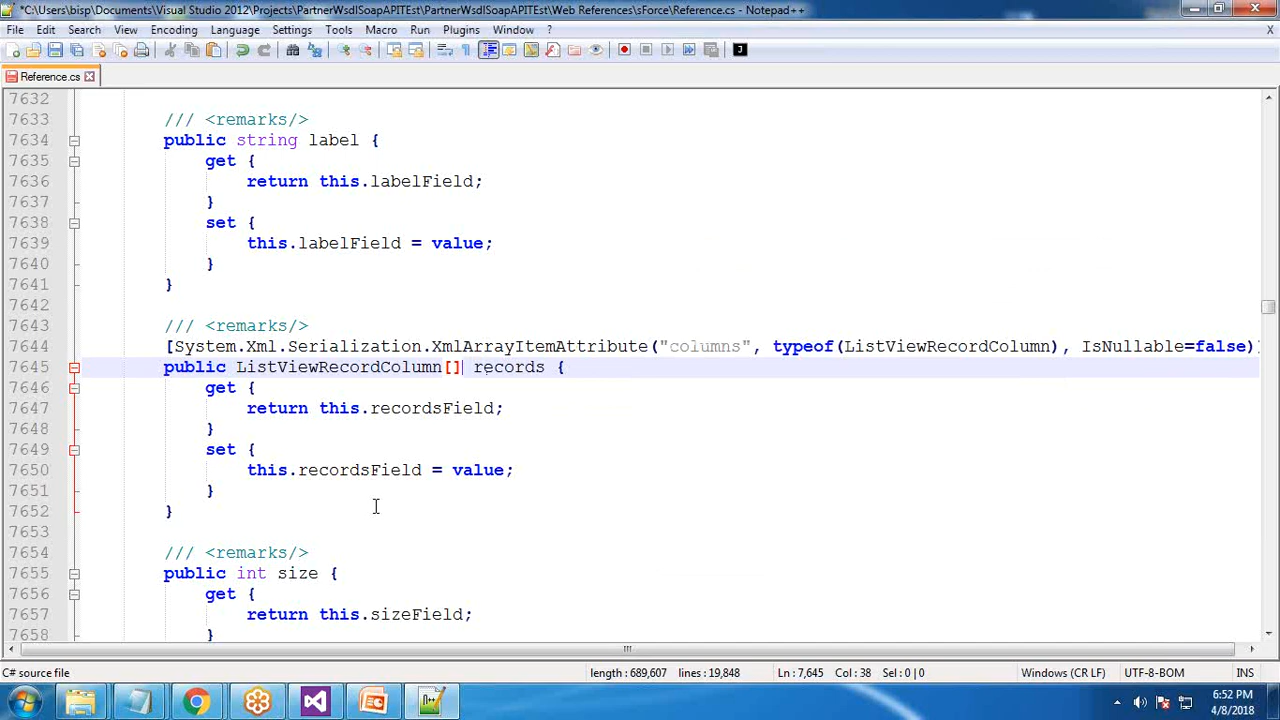 *C:\Users\bisp\Documents\Visual Studio 2012\Projects\PartnerWsdlSoapAPITEst\PartnerWsdlSoapAPITEst\Web References\sForce\Reference.cs - Notepad++
File Edit Search View Encoding Language Settings Tools Macro Run Plugins Window ? X
Reference.cs
7632
7633 /// <remarks/>
7634 public string label {
7635 get {
7636 return this.labelField;
7637 }
7638 set {
7639 this.labelField = value;
7640 }
7641 }
7642
7643 /// <remarks/>
7644 [System.Xml.Serialization.XmlArrayItemAttribute("columns", typeof(ListViewRecordColumn), IsNullable=false)]
7645 public ListViewRecordColumn[] records {
7646 get {
7647 return this.recordsField;
7648 }
7649 set {
7650 this.recordsField = value;
7651 }
7652 }
7653
7654 /// <remarks/>
7655 public int size {
7656 get {
7657 return this.sizeField;
7658 }
C# source file length : 689,607 lines : 19,848 Ln : 7,645 Col : 38 Sel : 0 | 0 Windows (CR LF) UTF-8-BOM INS
6:52 PM
4/8/2018